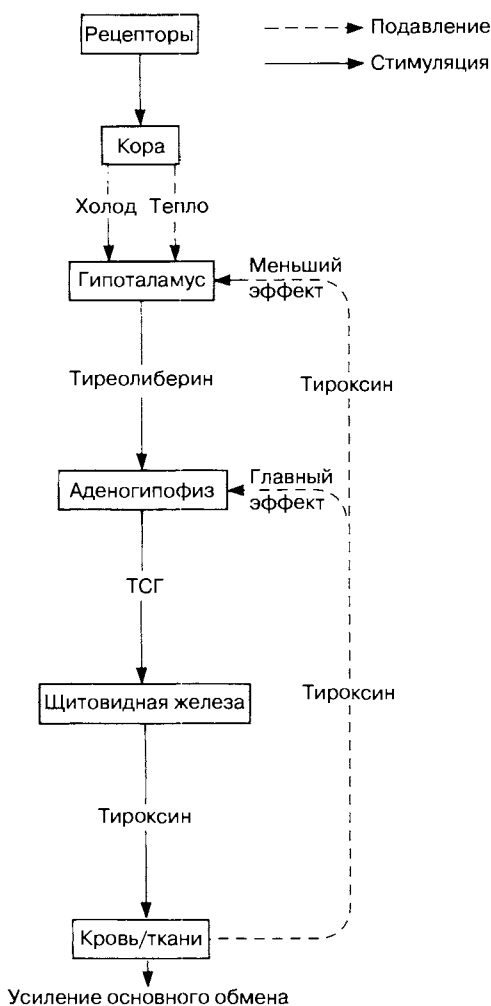 Рецепторы
Подавление
Стимуляция
Кора
Холод Тепло
Гипоталамус
Меньший
эффект
Тиреолиберин
Тироксин
Аденогипофиз
Главный
эффект
ТСГ
Щитовидная железа
Тироксин
Тироксин
Кровь/ткани
Усиление основного обмена